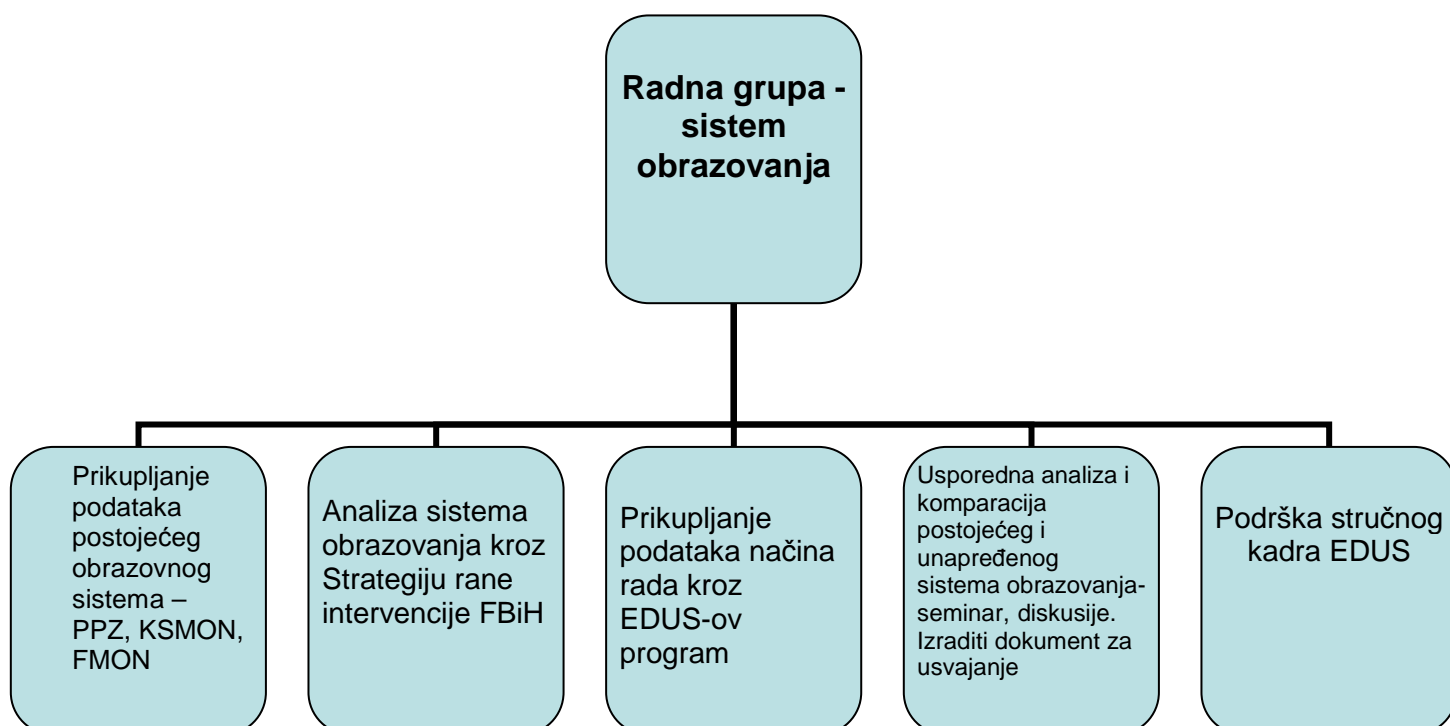 Radna grupa -
sistem
obrazovanja
Prikupljanje
podataka
postojećeg
obrazovnog
sistema –
PPZ, KSMON,
FMON
Analiza sistema
obrazovanja kroz
Strategiju rane
intervencije FBiH
Prikupljanje
podataka načina
rada kroz
EDUS-ov
program
Usporedna analiza i
komparacija
postojećeg i
unapređenog
sistema obrazovanja-
seminar, diskusije.
Izraditi dokument za
usvajanje
Podrška stručnog
kadra EDUS